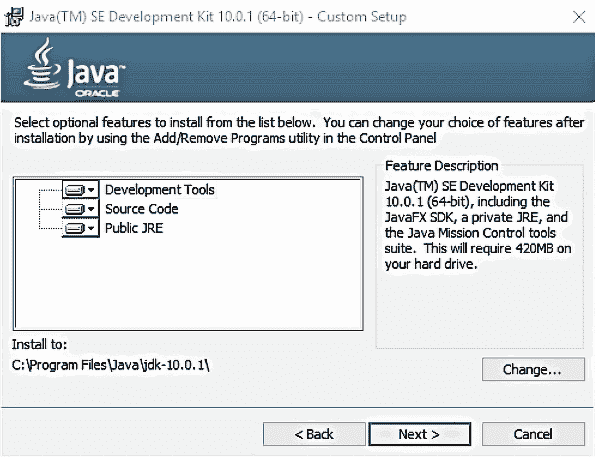 Java(TM) SE Development Kit 10.0.1 (64-bit) - Custom Setup
Java™
ORACLE
Select optional features to install from the list below.  You can change your choice of features after
installation by using the Add/Remove Programs utility in the Control Panel
Development Tools
Source Code
Public JRE
Feature Description
Java(TM) SE Development Kit
10.0.1 (64-bit), including the
JavaFX SDK, a private JRE, and
the Java Mission Control tools
suite.  This will require 420MB on
your hard drive.
Install to:
C:\Program Files\Java\jdk-10.0.1\
Change...
< Back
Next >
Cancel